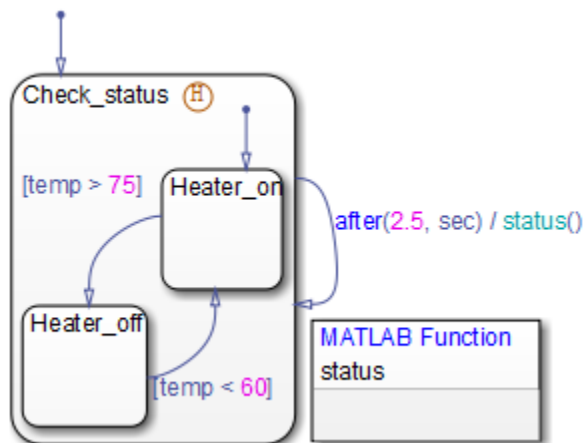 Check_status H
[temp > 75]
Heater_on
after(2.5, sec) / status()
Heater_off
MATLAB Function
status
[temp < 60]